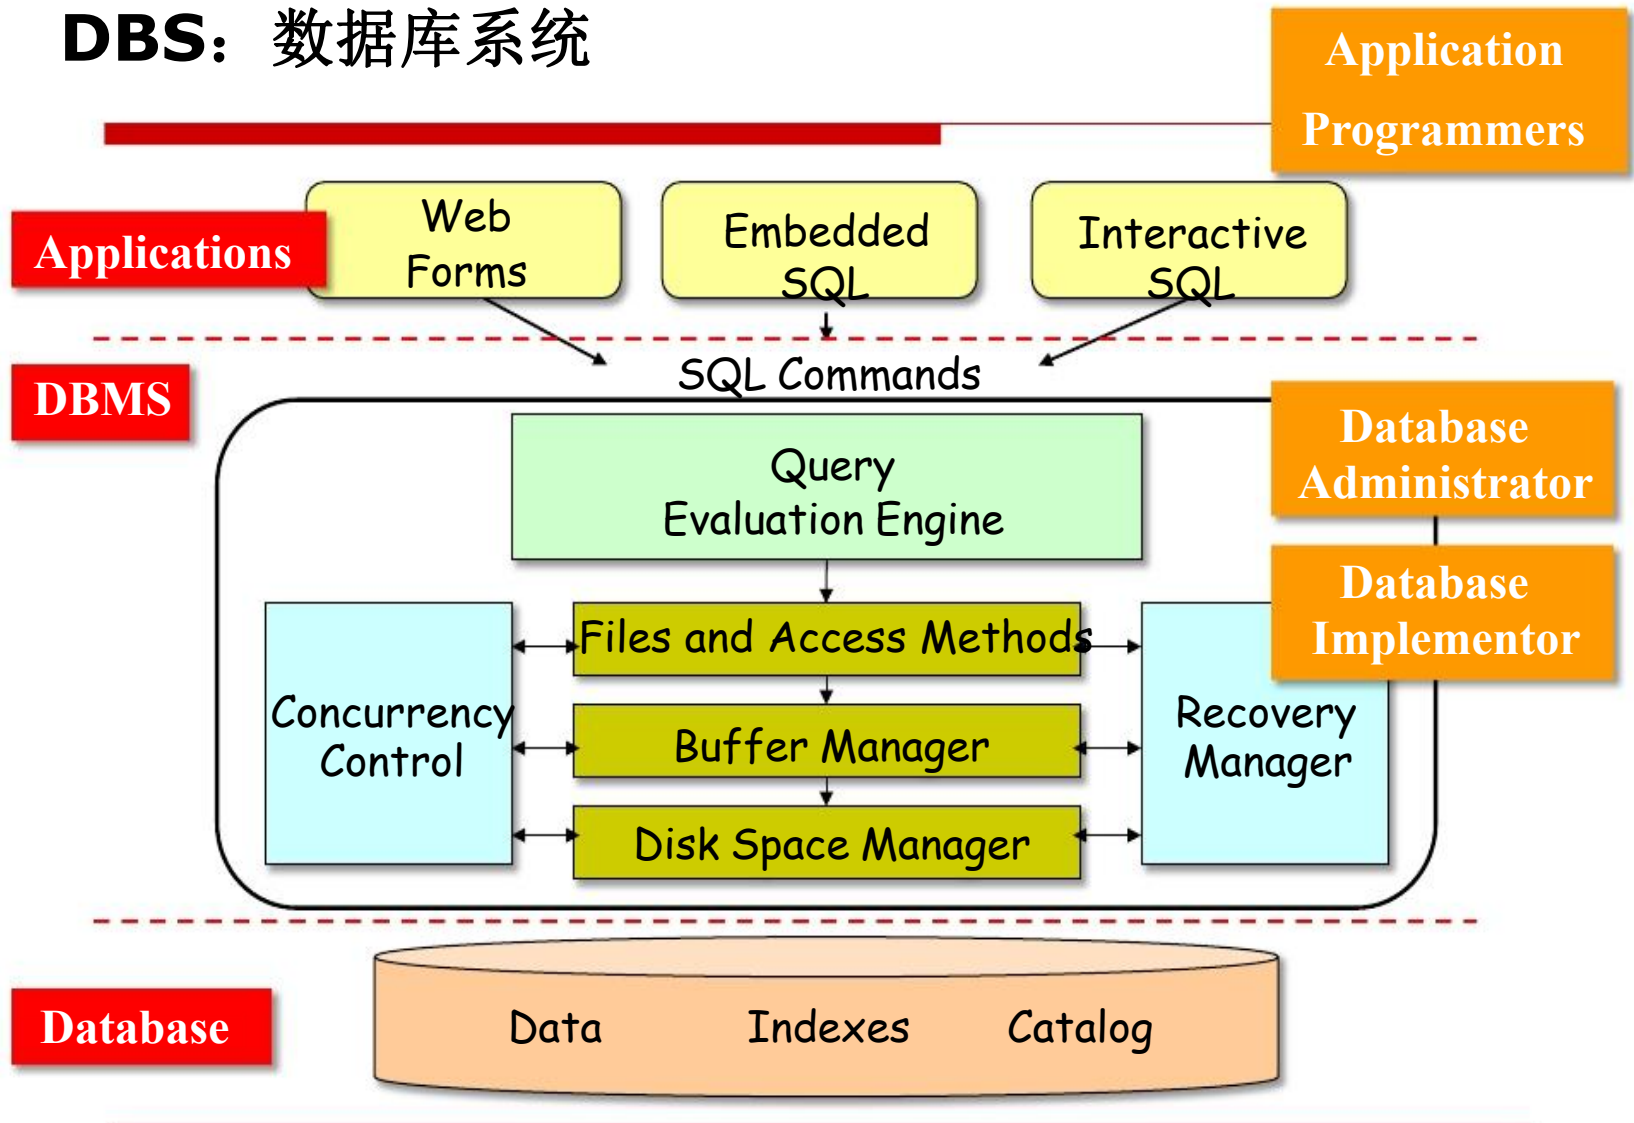 DBS：数据库系统
Application
Programmers
Applications
Web
Forms
Embedded
SQL
Interactive
SQL
DBMS
SQL Commands
Query
Evaluation Engine
Database
Administrator
Database
Implementor
Concurrency
Control
Files and Access Methods
Buffer Manager
Disk Space Manager
Recovery
Manager
Database
Data
Indexes
Catalog